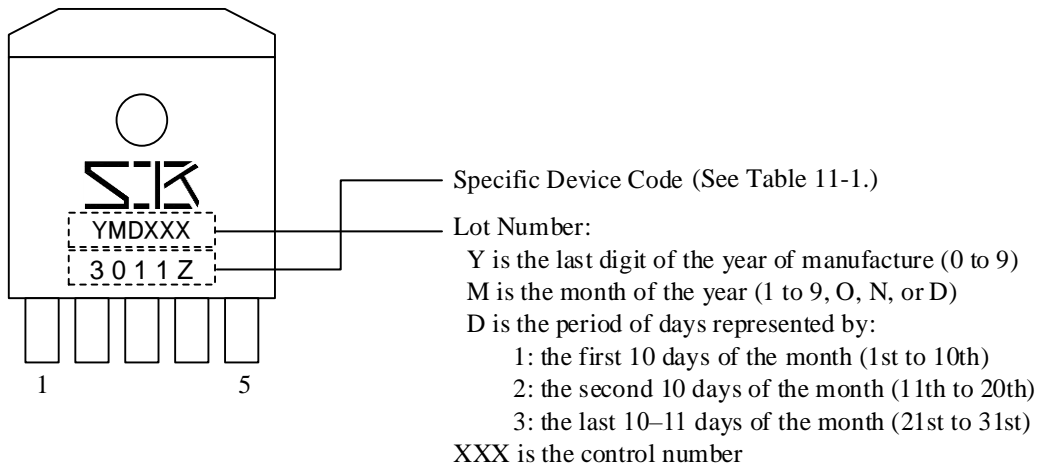 SK
YMDXXX
3011Z
1 5
Specific Device Code (See Table 11-1.)
Lot Number:
Y is the last digit of the year of manufacture (0 to 9)
M is the month of the year (1 to 9, O, N, or D)
D is the period of days represented by:
1: the first 10 days of the month (1st to 10th)
2: the second 10 days of the month (11th to 20th)
3: the last 10–11 days of the month (21st to 31st)
XXX is the control number